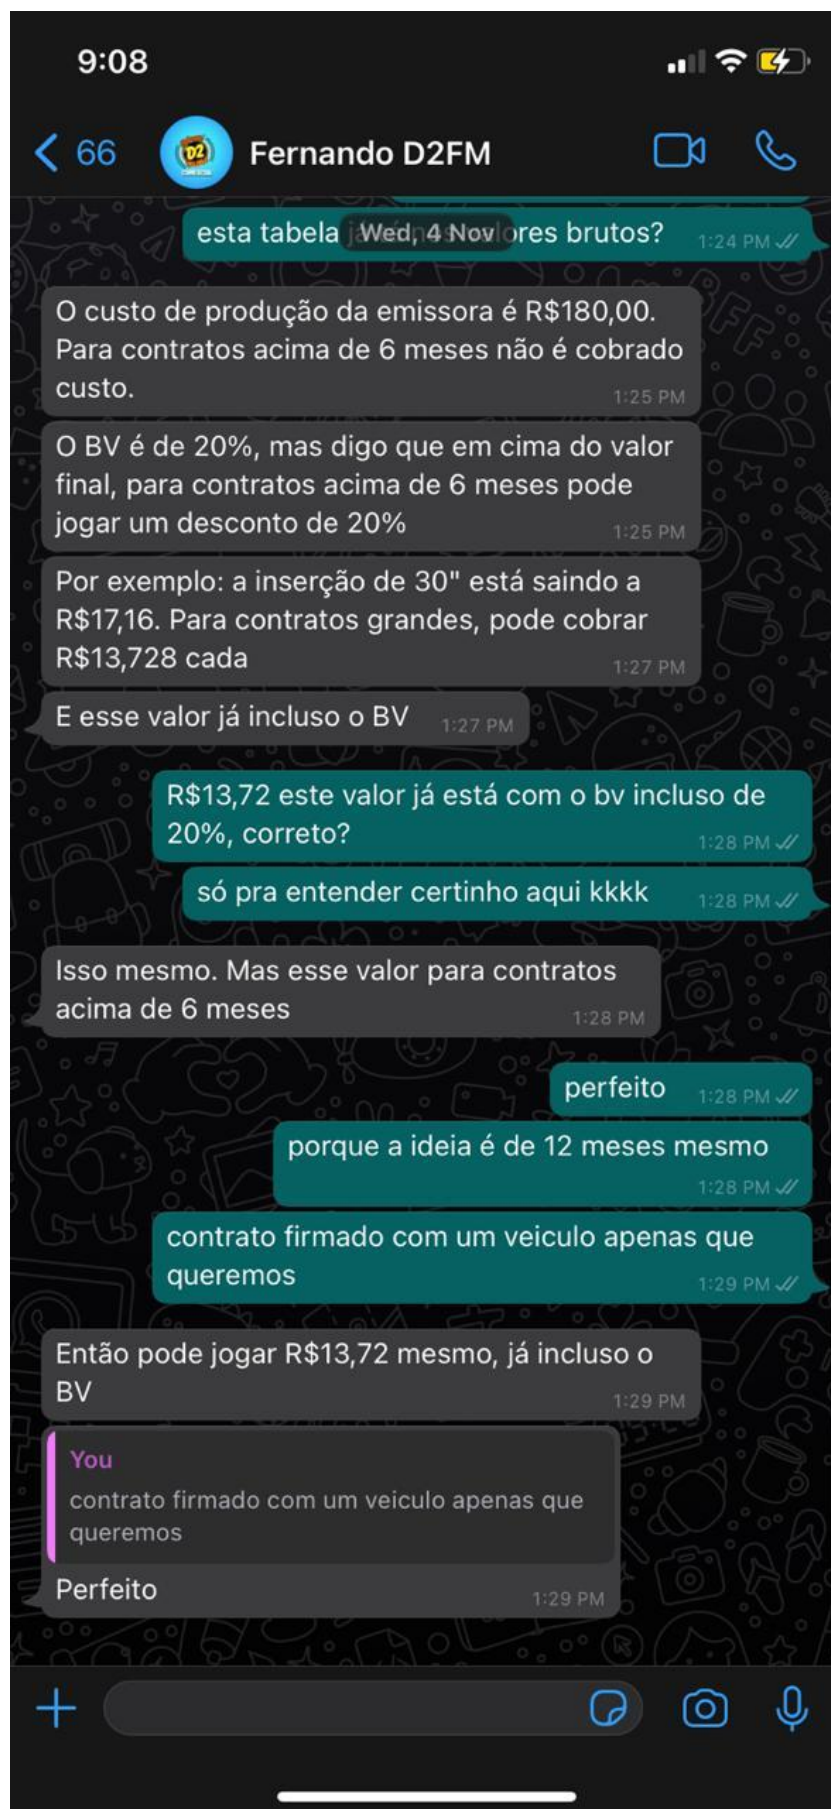 9:08
66
D2
Fernando D2FM
esta tabela
Wed, 4 Nov
ores brutos?
1:24 PM
O custo de produção da emissora é R$180,00.
Para contratos acima de 6 meses não é cobrado
custo.
1:25 PM
O BV é de 20%, mas digo que em cima do valor
final, para contratos acima de 6 meses pode
jogar um desconto de 20%
1:25 PM
Por exemplo: a inserção de 30" está saindo a
R$17,16. Para contratos grandes, pode cobrar
R$13,728 cada
1:27 PM
E esse valor já incluso o BV
1:27 PM
R$13,72 este valor já está com o bv incluso de
20%, correto?
1:28 PM
só pra entender certinho aqui kkkk
1:28 PM
Isso mesmo. Mas esse valor para contratos
acima de 6 meses
1:28 PM
perfeito
1:28 PM
porque a ideia é de 12 meses mesmo
1:28 PM
contrato firmado com um veiculo apenas que
queremos
1:29 PM
Então pode jogar R$13,72 mesmo, já incluso o
BV
1:29 PM
You
contrato firmado com um veiculo apenas que
queremos
Perfeito
1:29 PM